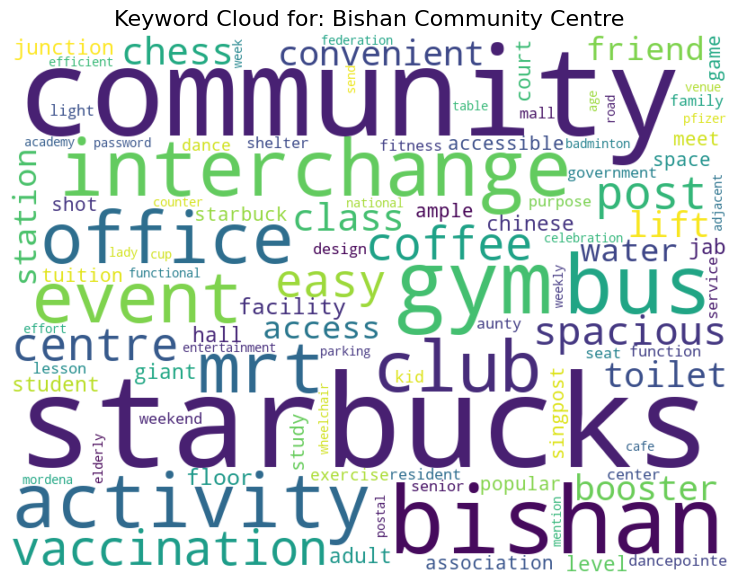 Keyword Cloud for: Bishan Community Centre
junction
efficient
chess
week
federation
convenient
court
friend
game
community
send
table
mall
age
road
venue
family
pfizer
light
academy
password
dance
shelter
fitness
accessible
badminton
meet
interchange
government
space
adjacent
station
shot
counter
starbuck
national
class
ample
purpose
chinese
post
lift
office
lady
cup
design
coffee
celebration
water
jab
tuition
functional
easy
gym
weekly
bus
service
event
facility
effort
centre
hall
access
aunty
spacious
entertainment
parking
seat
function
lesson
student
giant
mrt
club
kid
toilet
starbucks
weekend
study
wheelchair
singpost
cafe
elderly
mordena
floor
exercise
resident
senior
popular
center
booster
activity
postal
bishan
mention
vaccination
adult
association
level
dancepointe